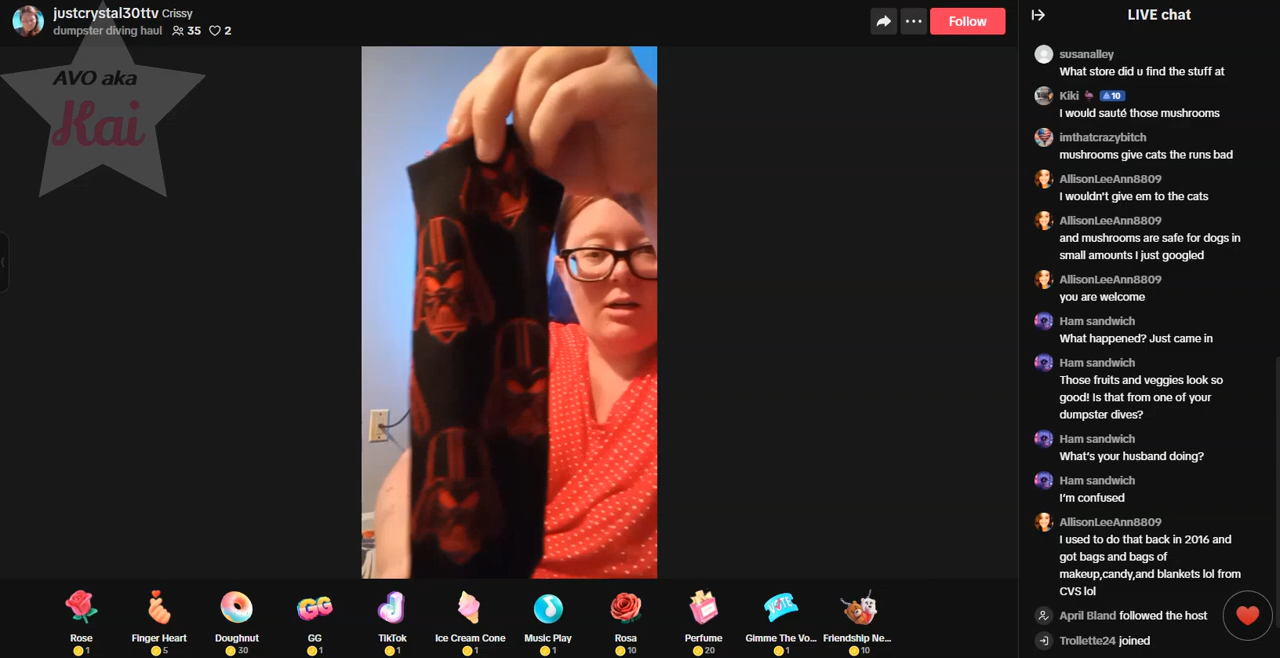 justcrystal30ttv Crissy
dumpster diving haul 35 2
Follow
LIVE chat
AVO aka
Kai
susanalley
What store did u find the stuff at
Kiki 10
I would sauté those mushrooms
imthatcrazybitch
mushrooms give cats the runs bad
AllisonLeeAnn8809
I wouldn't give em to the cats
AllisonLeeAnn8809
and mushrooms are safe for dogs in
small amounts I just googled
AllisonLeeAnn8809
you are welcome
Ham sandwich
What happened? Just came in
Ham sandwich
Those fruits and veggies look so
good! Is that from one of your
dumpster dives?
Ham sandwich
What's your husband doing?
Ham sandwich
I'm confused
AllisonLeeAnn8809
I used to do that back in 2016 and
got bags and bags of
makeup,candy,and blankets lol from
CVS lol
April Bland followed the host
Trollette24 joined
GG
VOTE
Rose Finger Heart Doughnut GG TikTok Ice Cream Cone Music Play Rosa Perfume Gimme The Vo... Friendship Ne...
1 5 30 1 1 1 1 10 20 1 10